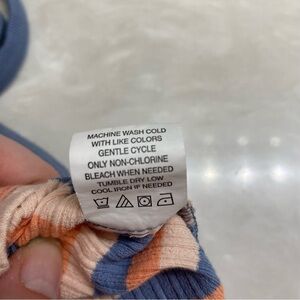 MACHINE WASH COLD
WITH LIKE COLORS
GENTLE CYCLE
ONLY NON-CHLORINE
BLEACH WHEN NEEDED
TUMBLE DRY LOW
COOL IRON IF NEEDED